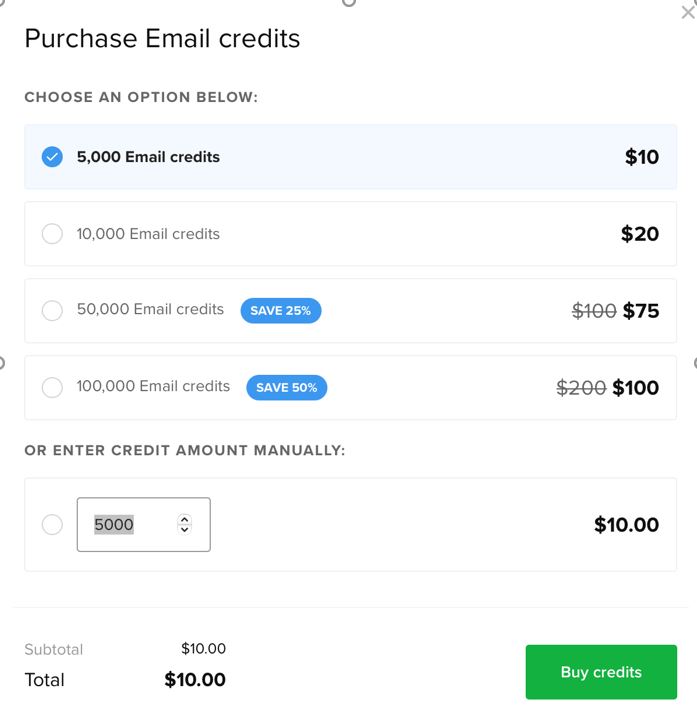 Purchase Email credits
CHOOSE AN OPTION BELOW:
5,000 Email credits $10
10,000 Email credits $20
50,000 Email credits SAVE 25% $100 $75
100,000 Email credits SAVE 50% $200 $100
OR ENTER CREDIT AMOUNT MANUALLY:
5000 $10.00
Subtotal $10.00
Total $10.00
Buy credits